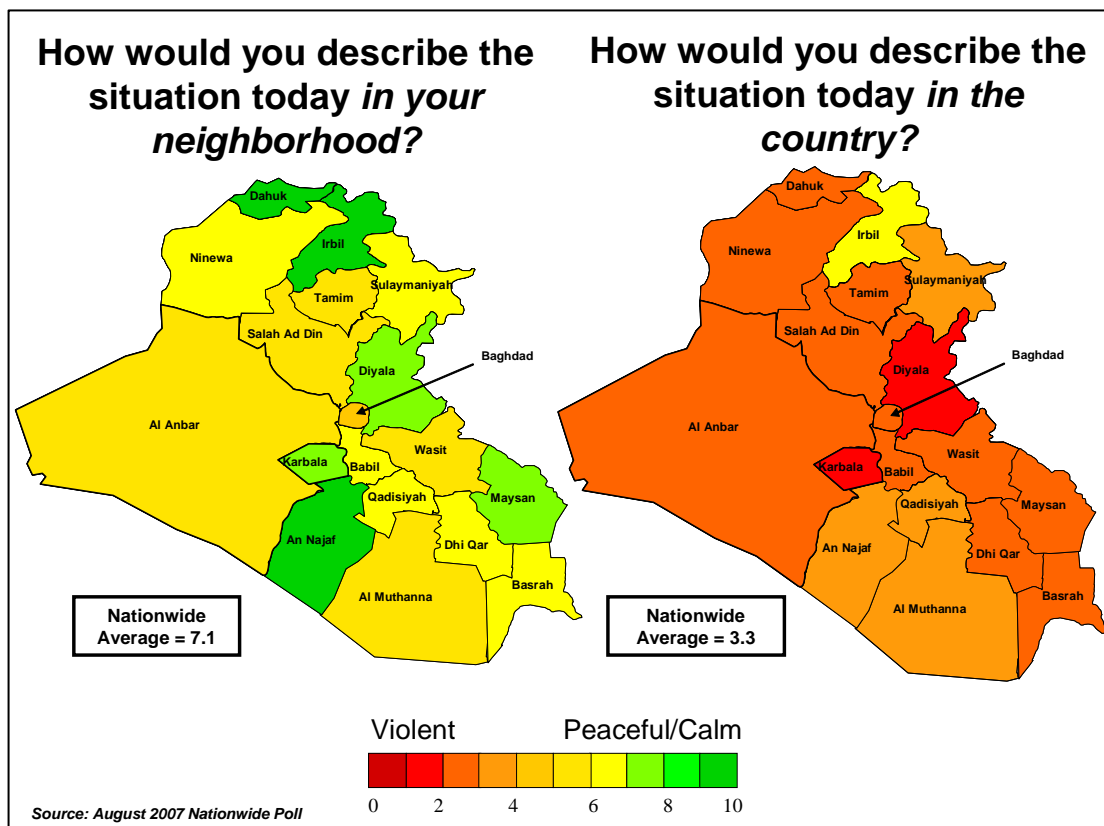 How would you describe the
situation today in your
neighborhood?
Dahuk
Irbil
Ninewa
Sulaymaniyah
Tamim
Salah Ad Din
Baghdad
Diyala
Al Anbar
Wasit
Karbala
Babil
Qadisiyah
Maysan
An Najaf
Dhi Qar
Basrah
Al Muthanna
Nationwide
Average = 7.1
How would you describe the
situation today in the
country?
Dahuk
Irbil
Ninewa
Sulaymaniyah
Tamim
Salah Ad Din
Baghdad
Diyala
Al Anbar
Wasit
Karbala
Babil
Qadisiyah
Maysan
An Najaf
Dhi Qar
Basrah
Al Muthanna
Nationwide
Average = 3.3
Violent Peaceful/Calm
0 2 4 6 8 10
Source: August 2007 Nationwide Poll